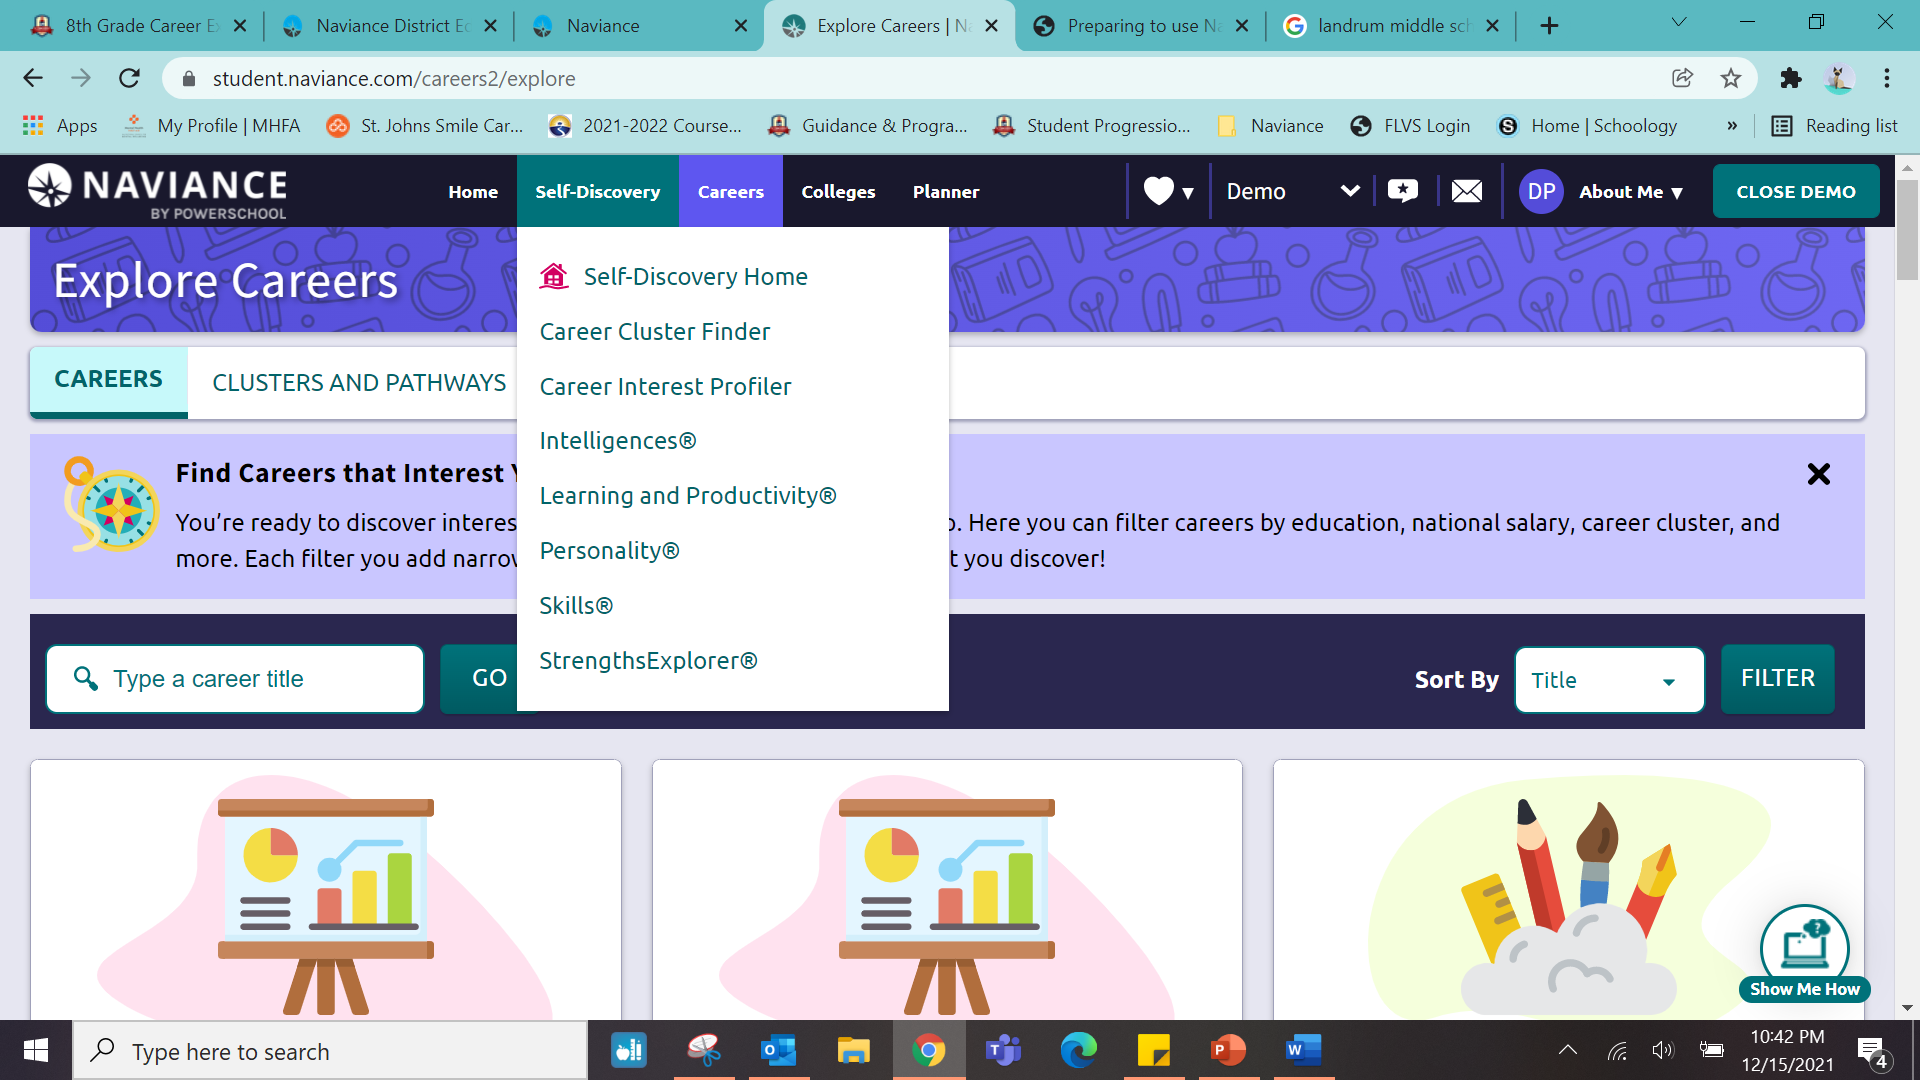 8th Grade Career Ex
Naviance District Ed
Naviance
Explore Careers | Na
Preparing to use Na
landrum middle sch
student.naviance.com/careers2/explore
Apps
My Profile | MHFA
St. Johns Smile Car...
2021-2022 Course...
Guidance & Progra...
Student Progressio...
Naviance
FLVS Login
Home | Schoology
»
Reading list
NAVIANCE
BY POWERSCHOOL
Home
Self-Discovery
Careers
Colleges
Planner
Demo
DP
About Me
CLOSE DEMO
Explore Careers
Self-Discovery Home
Career Cluster Finder
Career Interest Profiler
Intelligences®
Learning and Productivity®
Personality®
Skills®
StrengthsExplorer®
CAREERS
CLUSTERS AND PATHWAYS
Find Careers that Interest Y
You're ready to discover interes o. Here you can filter careers by education, national salary, career cluster, and
more. Each filter you add narrow t you discover!
Type a career title
GO
Sort By
Title
FILTER
?
Show Me How
Type here to search
10:42 PM
12/15/2021
4